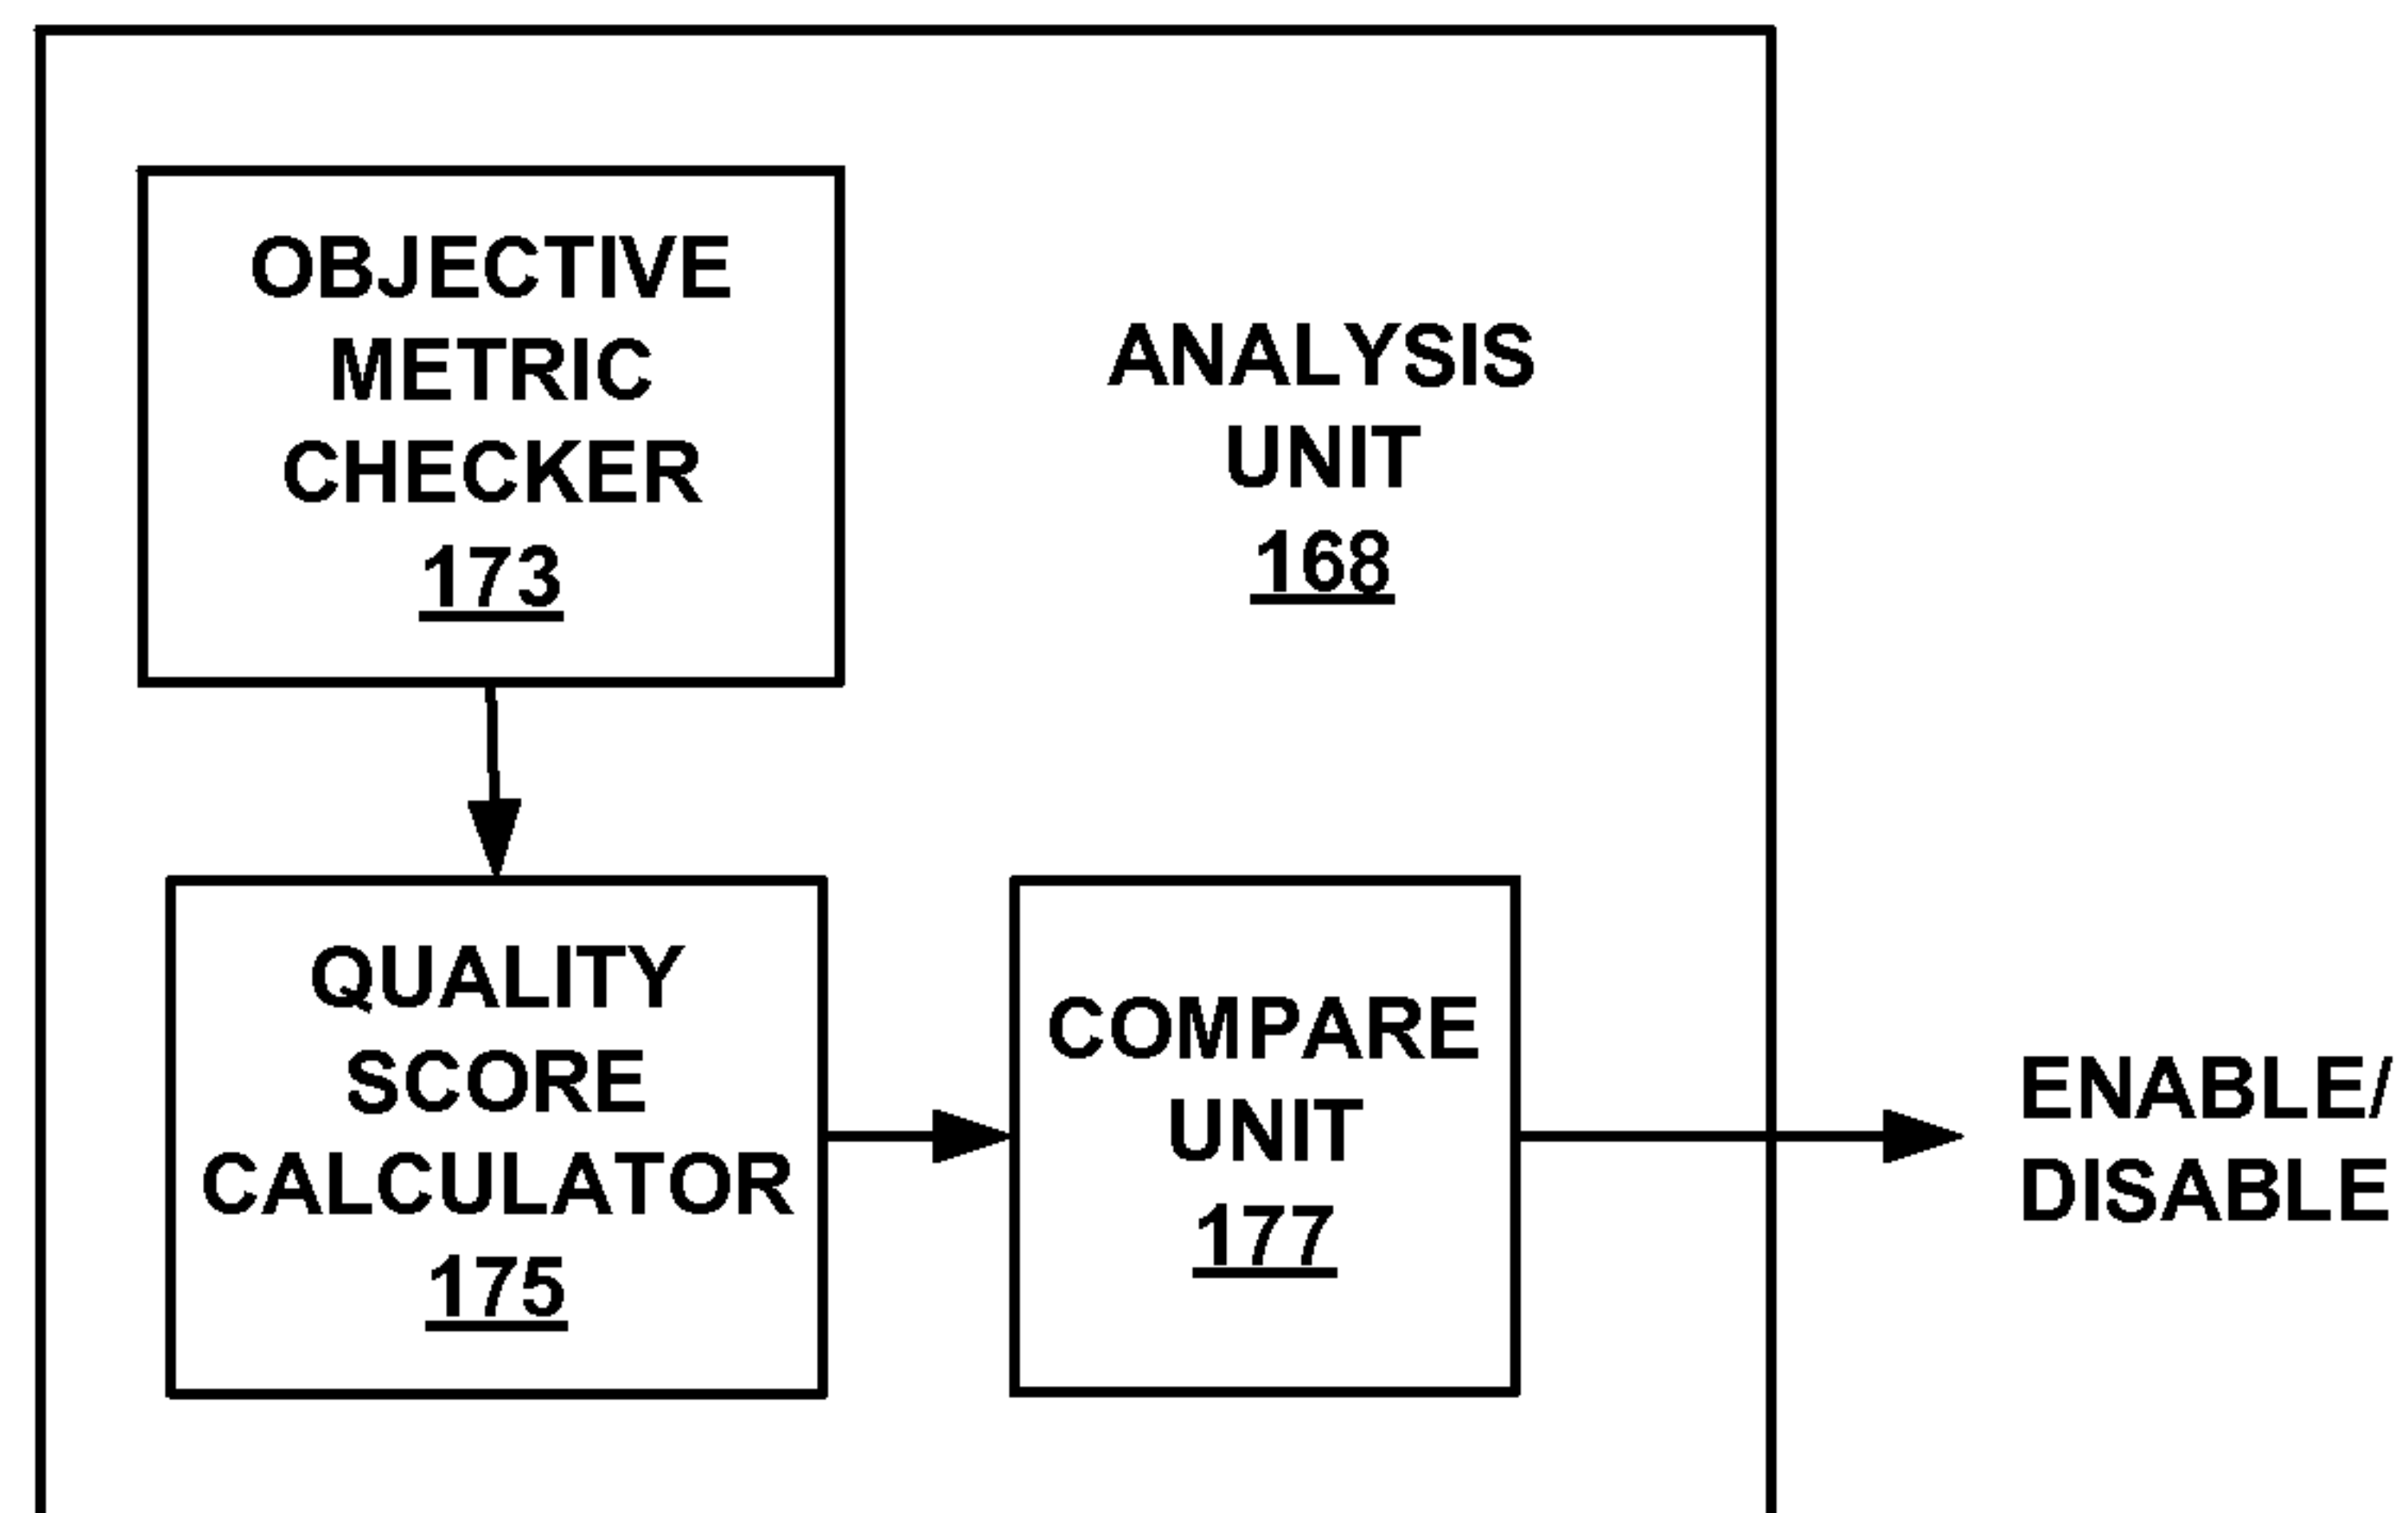 OBJECTIVE
METRIC
CHECKER
173
ANALYSIS
UNIT
168
QUALITY
SCORE
CALCULATOR
175
COMPARE
UNIT
177
ENABLE/
DISABLE